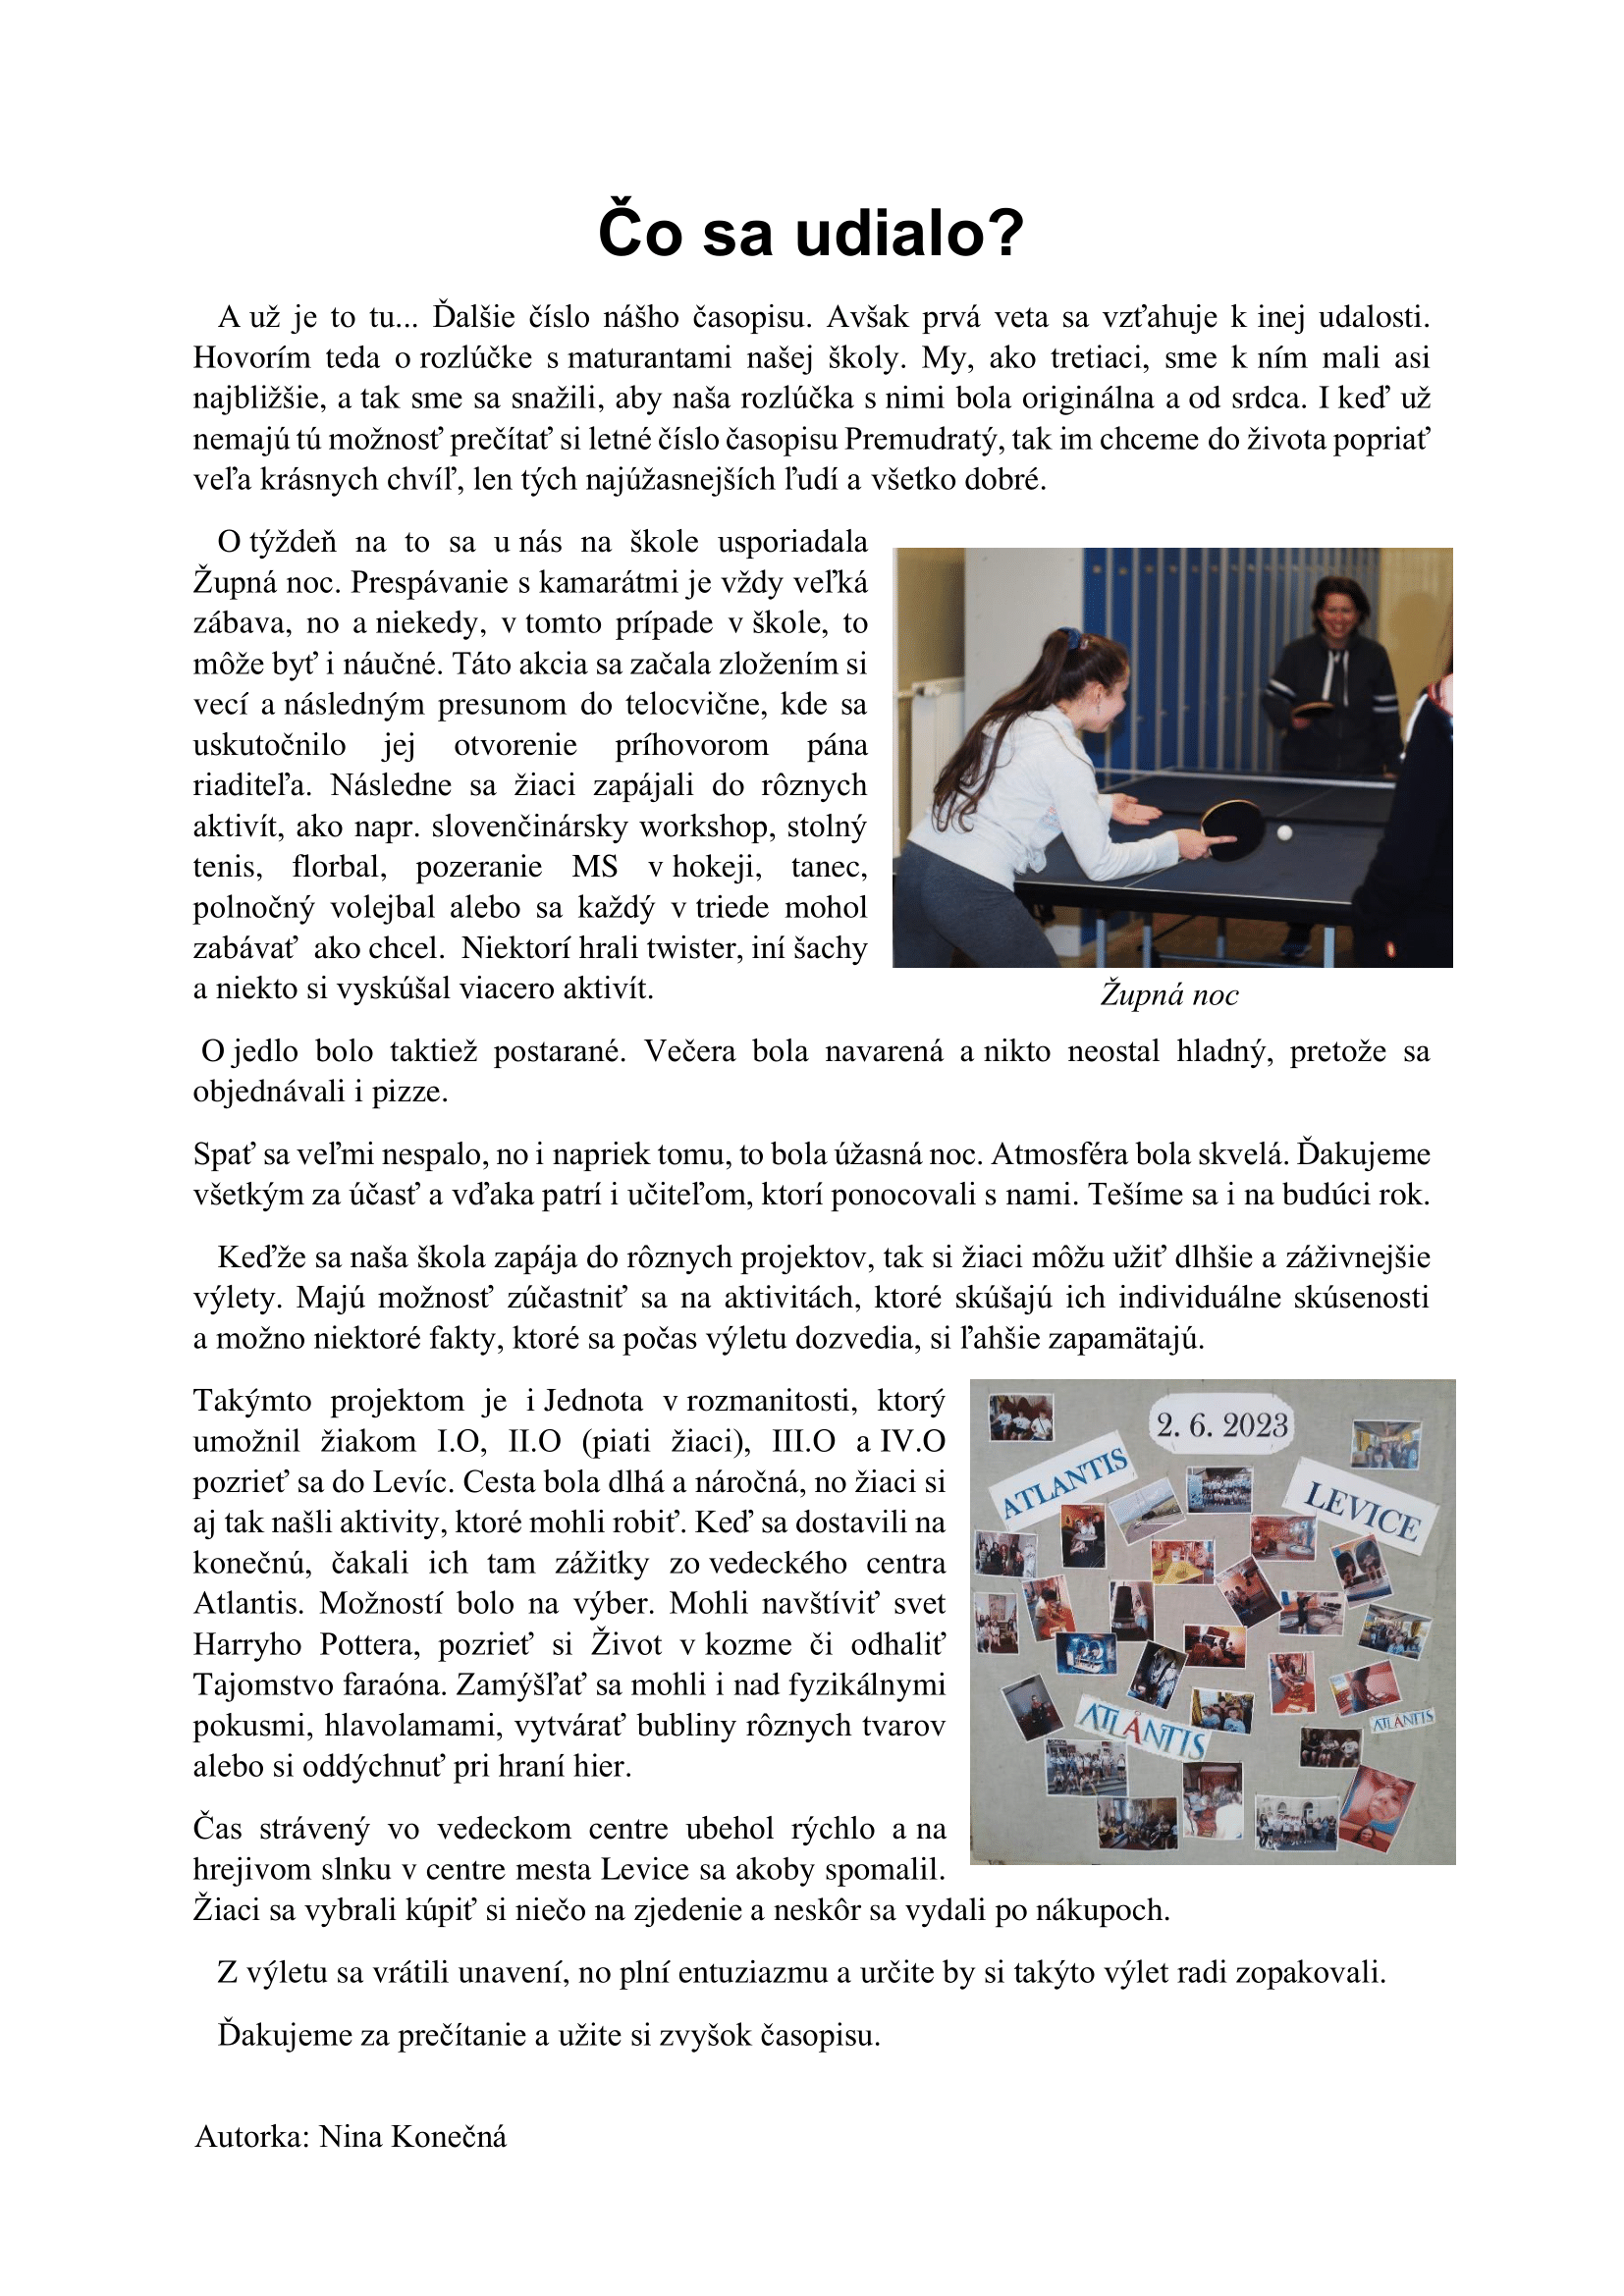 Čo sa udialo?
A už je to tu... Ďalšie číslo nášho časopisu. Avšak prvá veta sa vzťahuje k inej udalosti.
Hovorím teda o rozlúčke s maturantami našej školy. My, ako tretiaci, sme k ním mali asi
najbližšie, a tak sme sa snažili, aby naša rozlúčka s nimi bola originálna a od srdca. I keď už
nemajú tú možnosť prečítať si letné číslo časopisu Premudratý, tak im chceme do života popriať
veľa krásnych chvíľ, len tých najúžasnejších ľudí a všetko dobré.
O týždeň na to sa u nás na škole usporiadala
Župná noc. Prespávanie s kamarátmi je vždy veľká
zábava, no a niekedy, v tomto prípade v škole, to
môže byť i náučné. Táto akcia sa začala zložením si
vecí a následným presunom do telocvične, kde sa
uskutočnilo jej otvorenie príhovorom pána
riaditeľa. Následne sa žiaci zapájali do rôznych
aktivít, ako napr. slovenčinársky workshop, stolný
tenis, florbal, pozeranie MS v hokeji, tanec,
polnočný volejbal alebo sa každý v triede mohol
zabávať ako chcel. Niektorí hrali twister, iní šachy
a niekto si vyskúšal viacero aktivít.
Župná noc
O jedlo bolo taktiež postarané. Večera bola navarená a nikto neostal hladný, pretože sa
objednávali i pizze.
Spať sa veľmi nespalo, no i napriek tomu, to bola úžasná noc. Atmosféra bola skvelá. Ďakujeme
všetkým za účasť a vďaka patrí i učiteľom, ktorí ponocovali s nami. Tešíme sa i na budúci rok.
Keďže sa naša škola zapája do rôznych projektov, tak si žiaci môžu užiť dlhšie a záživnejšie
výlety. Majú možnosť zúčastniť sa na aktivitách, ktoré skúšajú ich individuálne skúsenosti
a možno niektoré fakty, ktoré sa počas výletu dozvedia, si ľahšie zapamätajú.
Takýmto projektom je i Jednota v rozmanitosti, ktorý
umožnil žiakom I.O, II.O (piati žiaci), III.O a IV.O
pozrieť sa do Levíc. Cesta bola dlhá a náročná, no žiaci si
aj tak našli aktivity, ktoré mohli robiť. Keď sa dostavili na
konečnú, čakali ich tam zážitky zo vedeckého centra
Atlantis. Možností bolo na výber. Mohli navštíviť svet
Harryho Pottera, pozrieť si Život v kozme či odhaliť
Tajomstvo faraóna. Zamýšľať sa mohli i nad fyzikálnymi
pokusmi, hlavolamami, vytvárať bubliny rôznych tvarov
alebo si oddýchnuť pri hraní hier.
2. 6. 2023
ATLANTIS
LEVICE
ATLANTIS
ATLANTIS
Čas strávený vo vedeckom centre ubehol rýchlo a na
hrejivom slnku v centre mesta Levice sa akoby spomalil.
Žiaci sa vybrali kúpiť si niečo na zjedenie a neskôr sa vydali po nákupoch.
Z výletu sa vrátili unavení, no plní entuziazmu a určite by si takýto výlet radi zopakovali.
Ďakujeme za prečítanie a užite si zvyšok časopisu.
Autorka: Nina Konečná